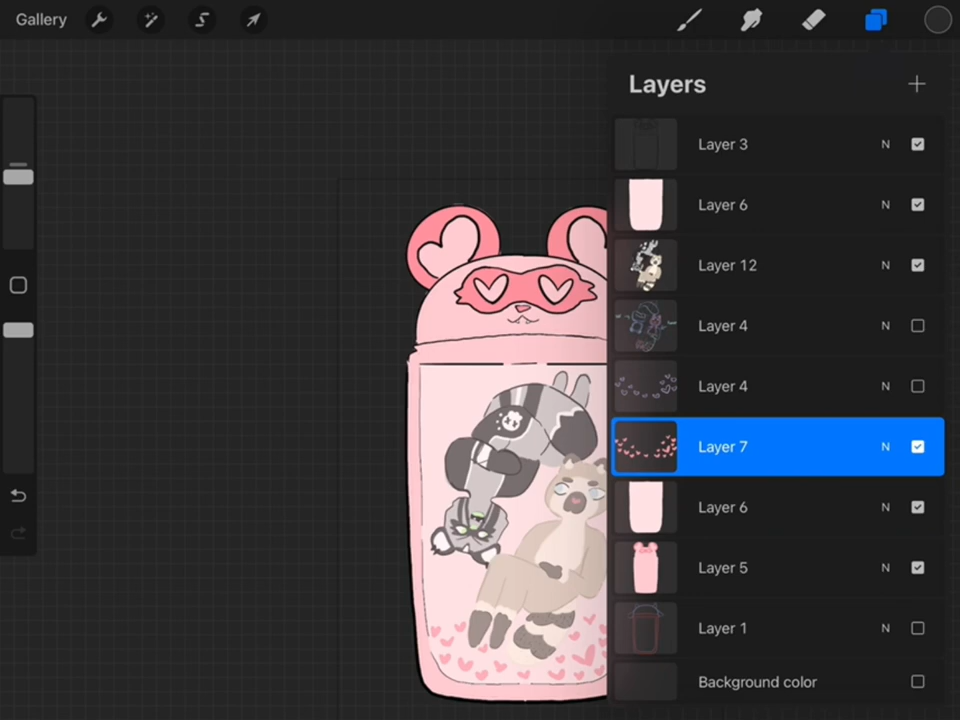 Gallery
Layers
Layer 3 N
Layer 6 N
Layer 12 N
Layer 4 N
Layer 4 N
Layer 7 N
Layer 6 N
Layer 5 N
Layer 1 N
Background color